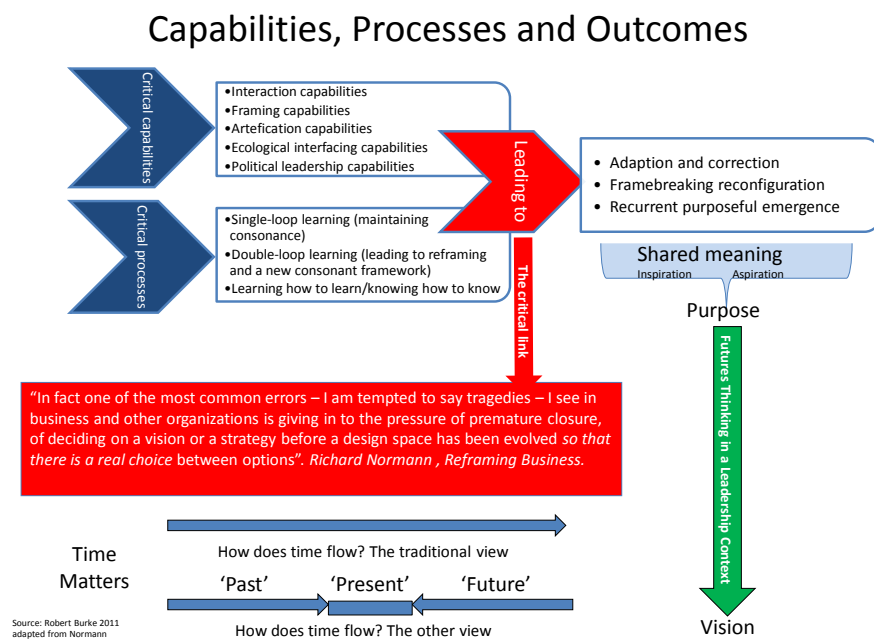 Capabilities, Processes and Outcomes
Critical capabilities
•Interaction capabilities
•Framing capabilities
•Artefication capabilities
•Ecological interfacing capabilities
•Political leadership capabilities
Critical processes
•Single-loop learning (maintaining
consonance)
•Double-loop learning (leading to reframing
and a new consonant framework)
•Learning how to learn/knowing how to know
Leading to
• Adaption and correction
• Framebreaking reconfiguration
• Recurrent purposeful emergence
The critical link
Shared meaning
Inspiration Aspiration
Purpose
Futures Thinking in a Leadership Context
Vision
“In fact one of the most common errors – I am tempted to say tragedies – I see in
business and other organizations is giving in to the pressure of premature closure,
of deciding on a vision or a strategy before a design space has been evolved so that
there is a real choice between options”. Richard Normann , Reframing Business.
Time
Matters
How does time flow? The traditional view
‘Past’ ‘Present’ ‘Future’
How does time flow? The other view
Source: Robert Burke 2011
adapted from Normann